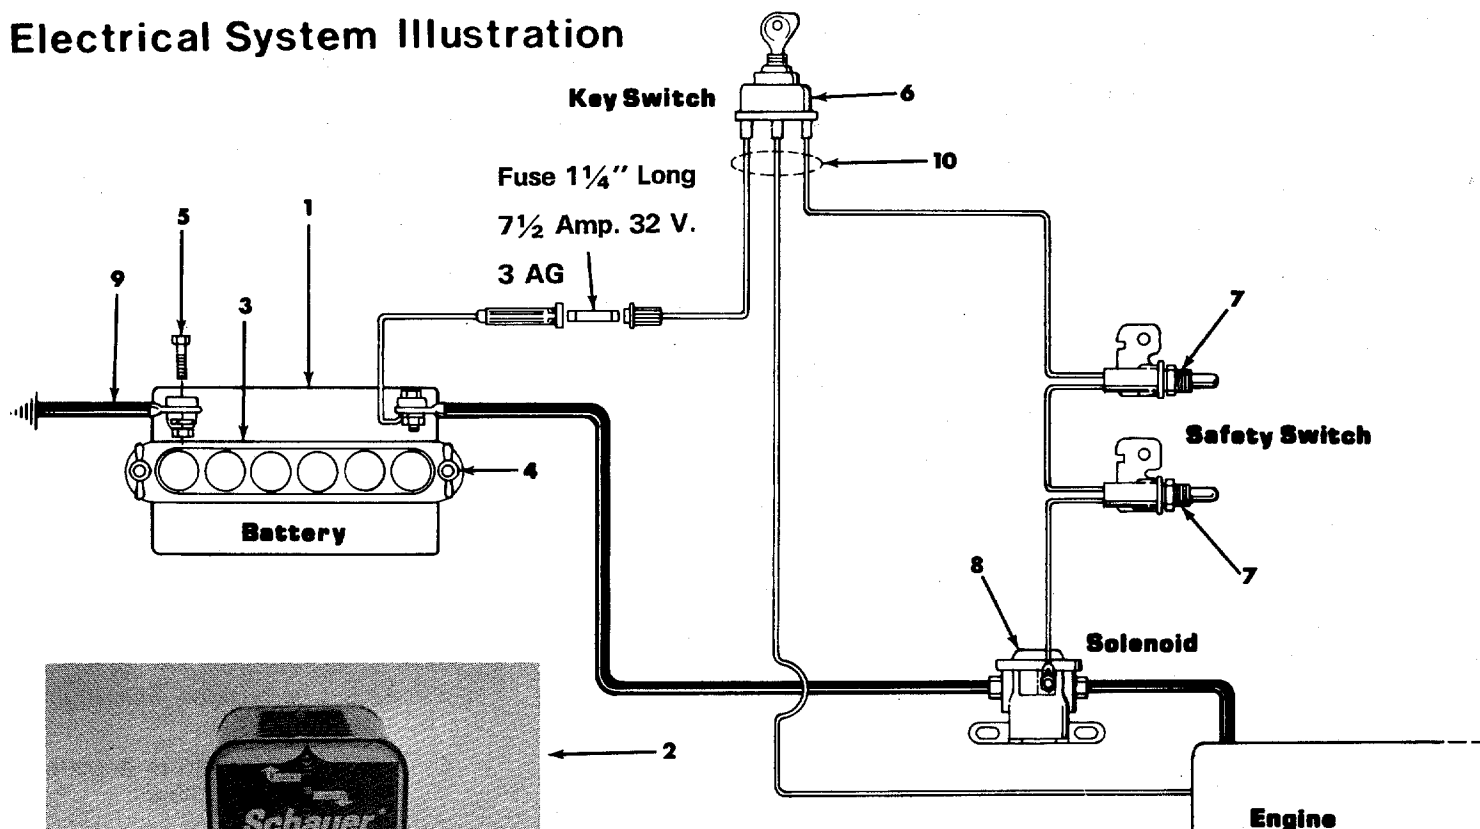 Electrical System Illustration
Key Switch
6
10
Fuse 1¼" Long
7½ Amp. 32 V.
3 AG
5
1
9
3
7
Safety Switch
4
Battery
7
8
Solenoid
2
Schauer
Engine